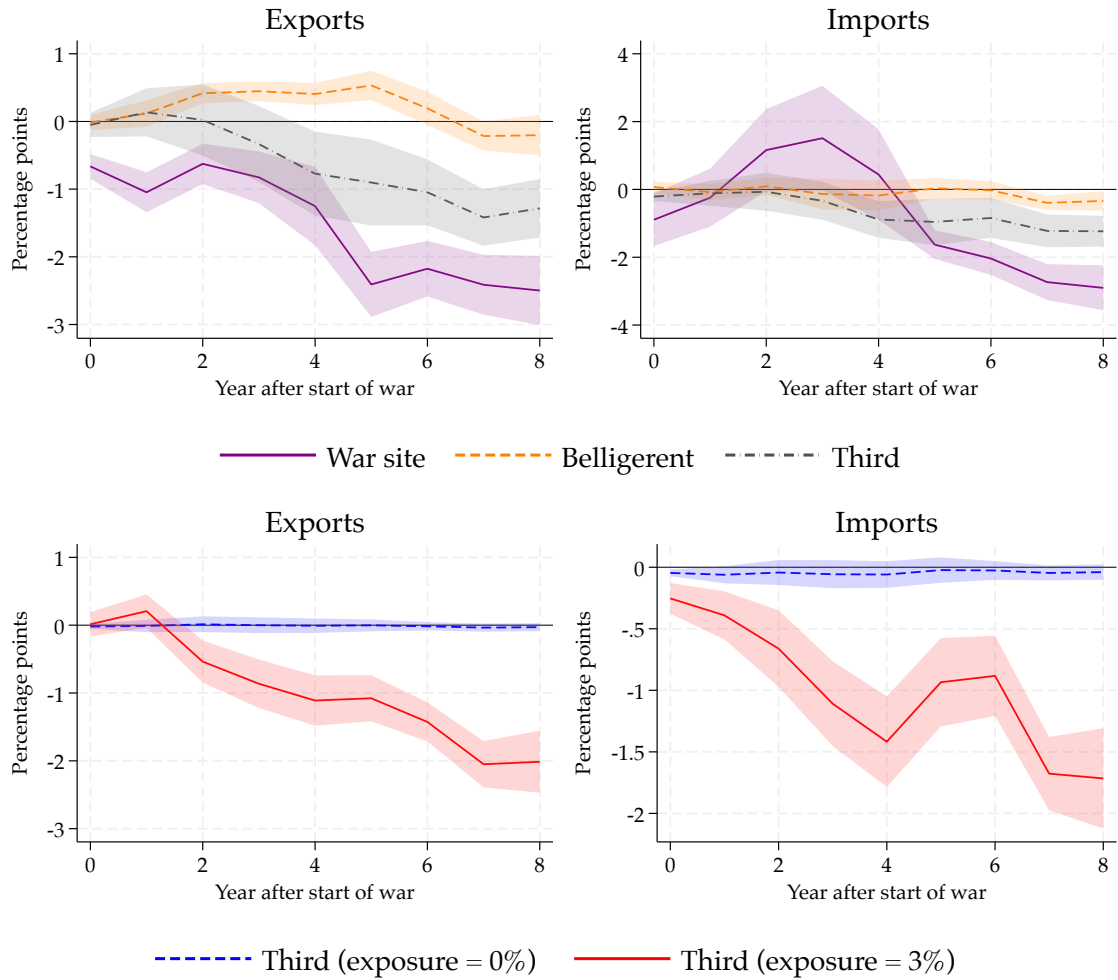 Exports
Imports
Percentage points
1
0
-1
-2
-3
0
2
4
6
8
Year after start of war
Percentage points
4
2
0
-2
-4
0
2
4
6
8
Year after start of war
War site
Belligerent
Third
Exports
Imports
Percentage points
1
0
-1
-2
-3
0
2
4
6
8
Year after start of war
Percentage points
0
-.5
-1
-1.5
-2
0
2
4
6
8
Year after start of war
Third (exposure = 0%)
Third (exposure = 3%)